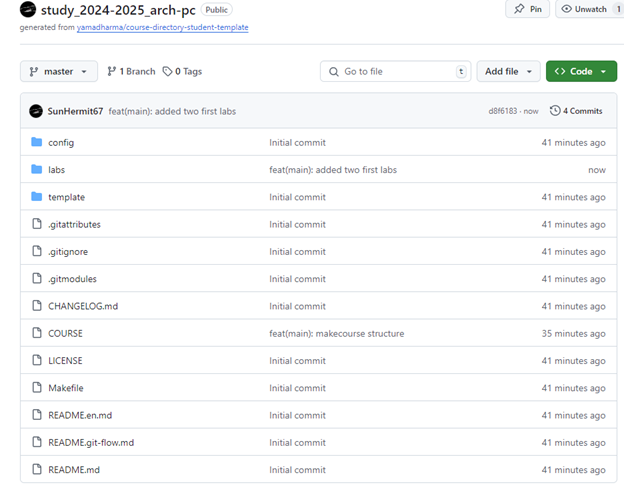 study_2024-2025_arch-pc Public Pin Unwatch 1
generated from yamadharma/course-directory-student-template
master 1 Branch 0 Tags Go to file t Add file Code
SunHermit67 feat(main): added two first labs d8f6183 · now 4 Commits
config Initial commit 41 minutes ago
labs feat(main): added two first labs now
template Initial commit 41 minutes ago
.gitattributes Initial commit 41 minutes ago
.gitignore Initial commit 41 minutes ago
.gitmodules Initial commit 41 minutes ago
CHANGELOG.md Initial commit 41 minutes ago
COURSE feat(main): makecourse structure 35 minutes ago
LICENSE Initial commit 41 minutes ago
Makefile Initial commit 41 minutes ago
README.en.md Initial commit 41 minutes ago
README.git-flow.md Initial commit 41 minutes ago
README.md Initial commit 41 minutes ago